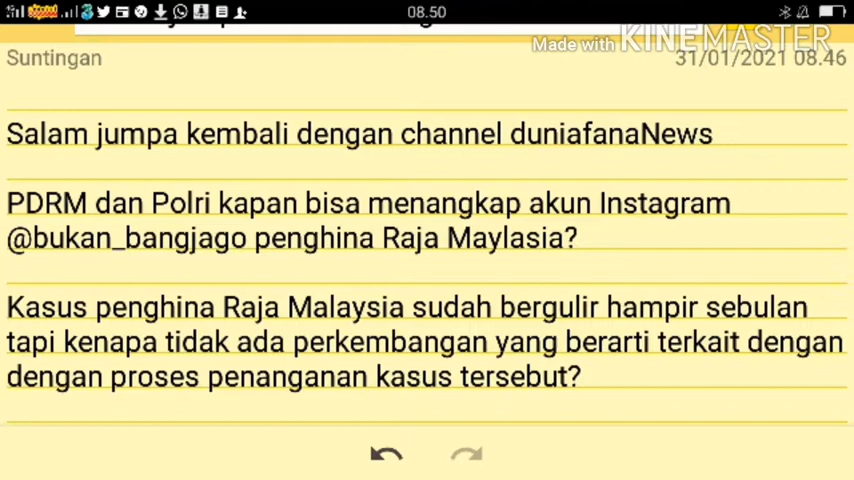 08.50
Made with KINEMASTER
Suntingan 31/01/2021 08.46
Salam jumpa kembali dengan channel duniafanaNews
PDRM dan Polri kapan bisa menangkap akun Instagram
@bukan_bangjago penghina Raja Maylasia?
Kasus penghina Raja Malaysia sudah bergulir hampir sebulan
tapi kenapa tidak ada perkembangan yang berarti terkait dengan
dengan proses penanganan kasus tersebut?